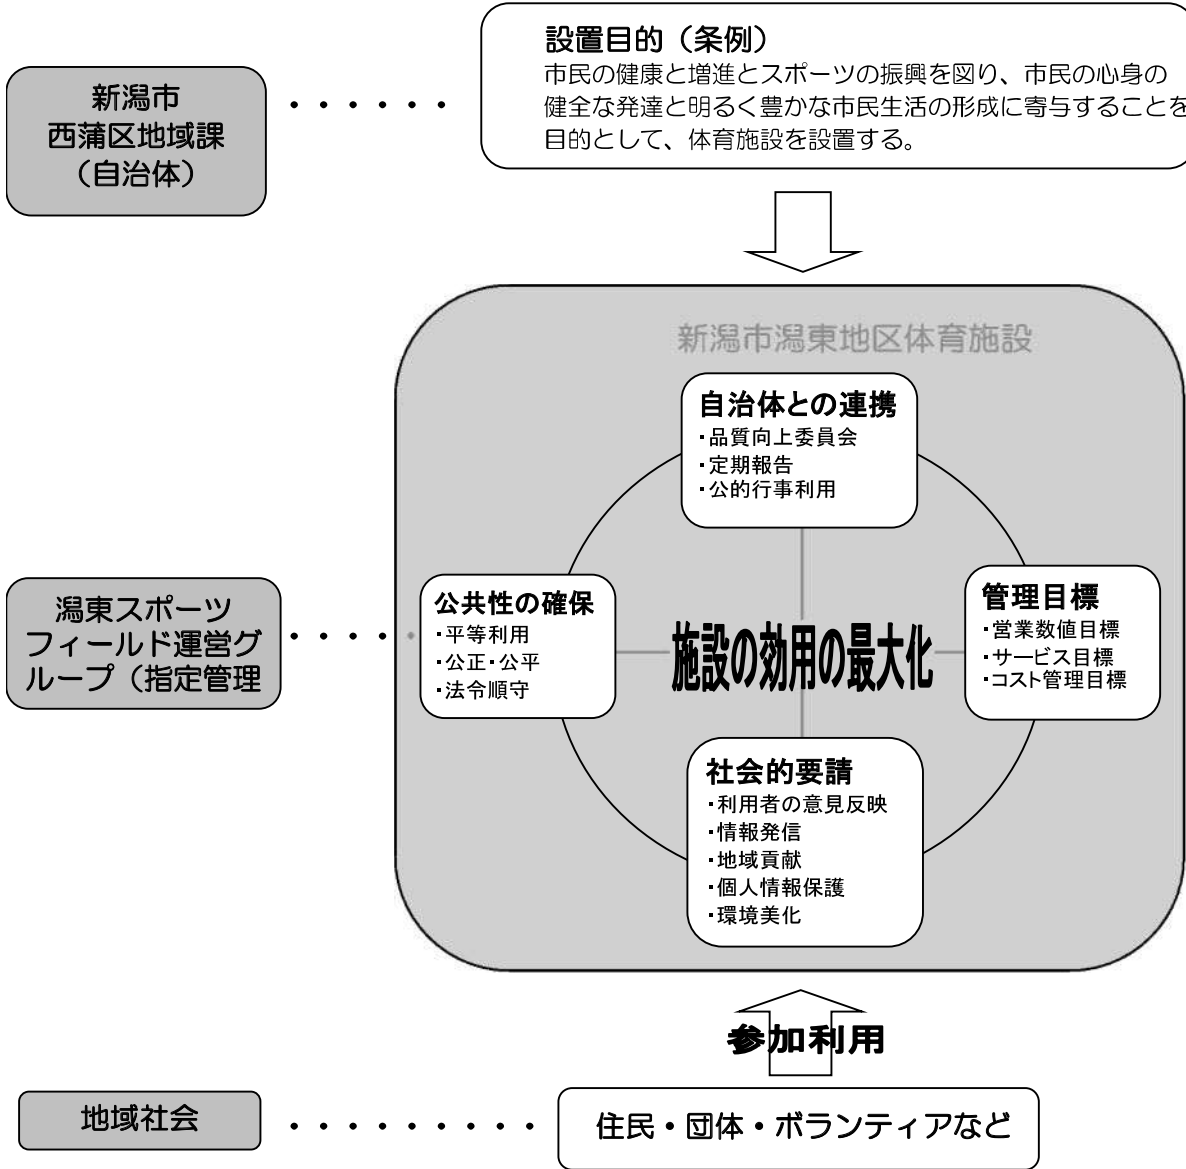 設置目的（条例）
市民の健康と増進とスポーツの振興を図り、市民の心身の
健全な発達と明るく豊かな市民生活の形成に寄与することを
目的として、体育施設を設置する。
新潟市
西蒲区地域課
（自治体）
新潟市潟東地区体育施設
自治体との連携
・品質向上委員会
・定期報告
・公的行事利用
潟東スポーツ
フィールド運営グ
ループ（指定管理
公共性の確保
・平等利用
・公正・公平
・法令順守
施設の効用の最大化
管理目標
・営業数値目標
・サービス目標
・コスト管理目標
社会的要請
・利用者の意見反映
・情報発信
・地域貢献
・個人情報保護
・環境美化
参加利用
地域社会
住民・団体・ボランティアなど